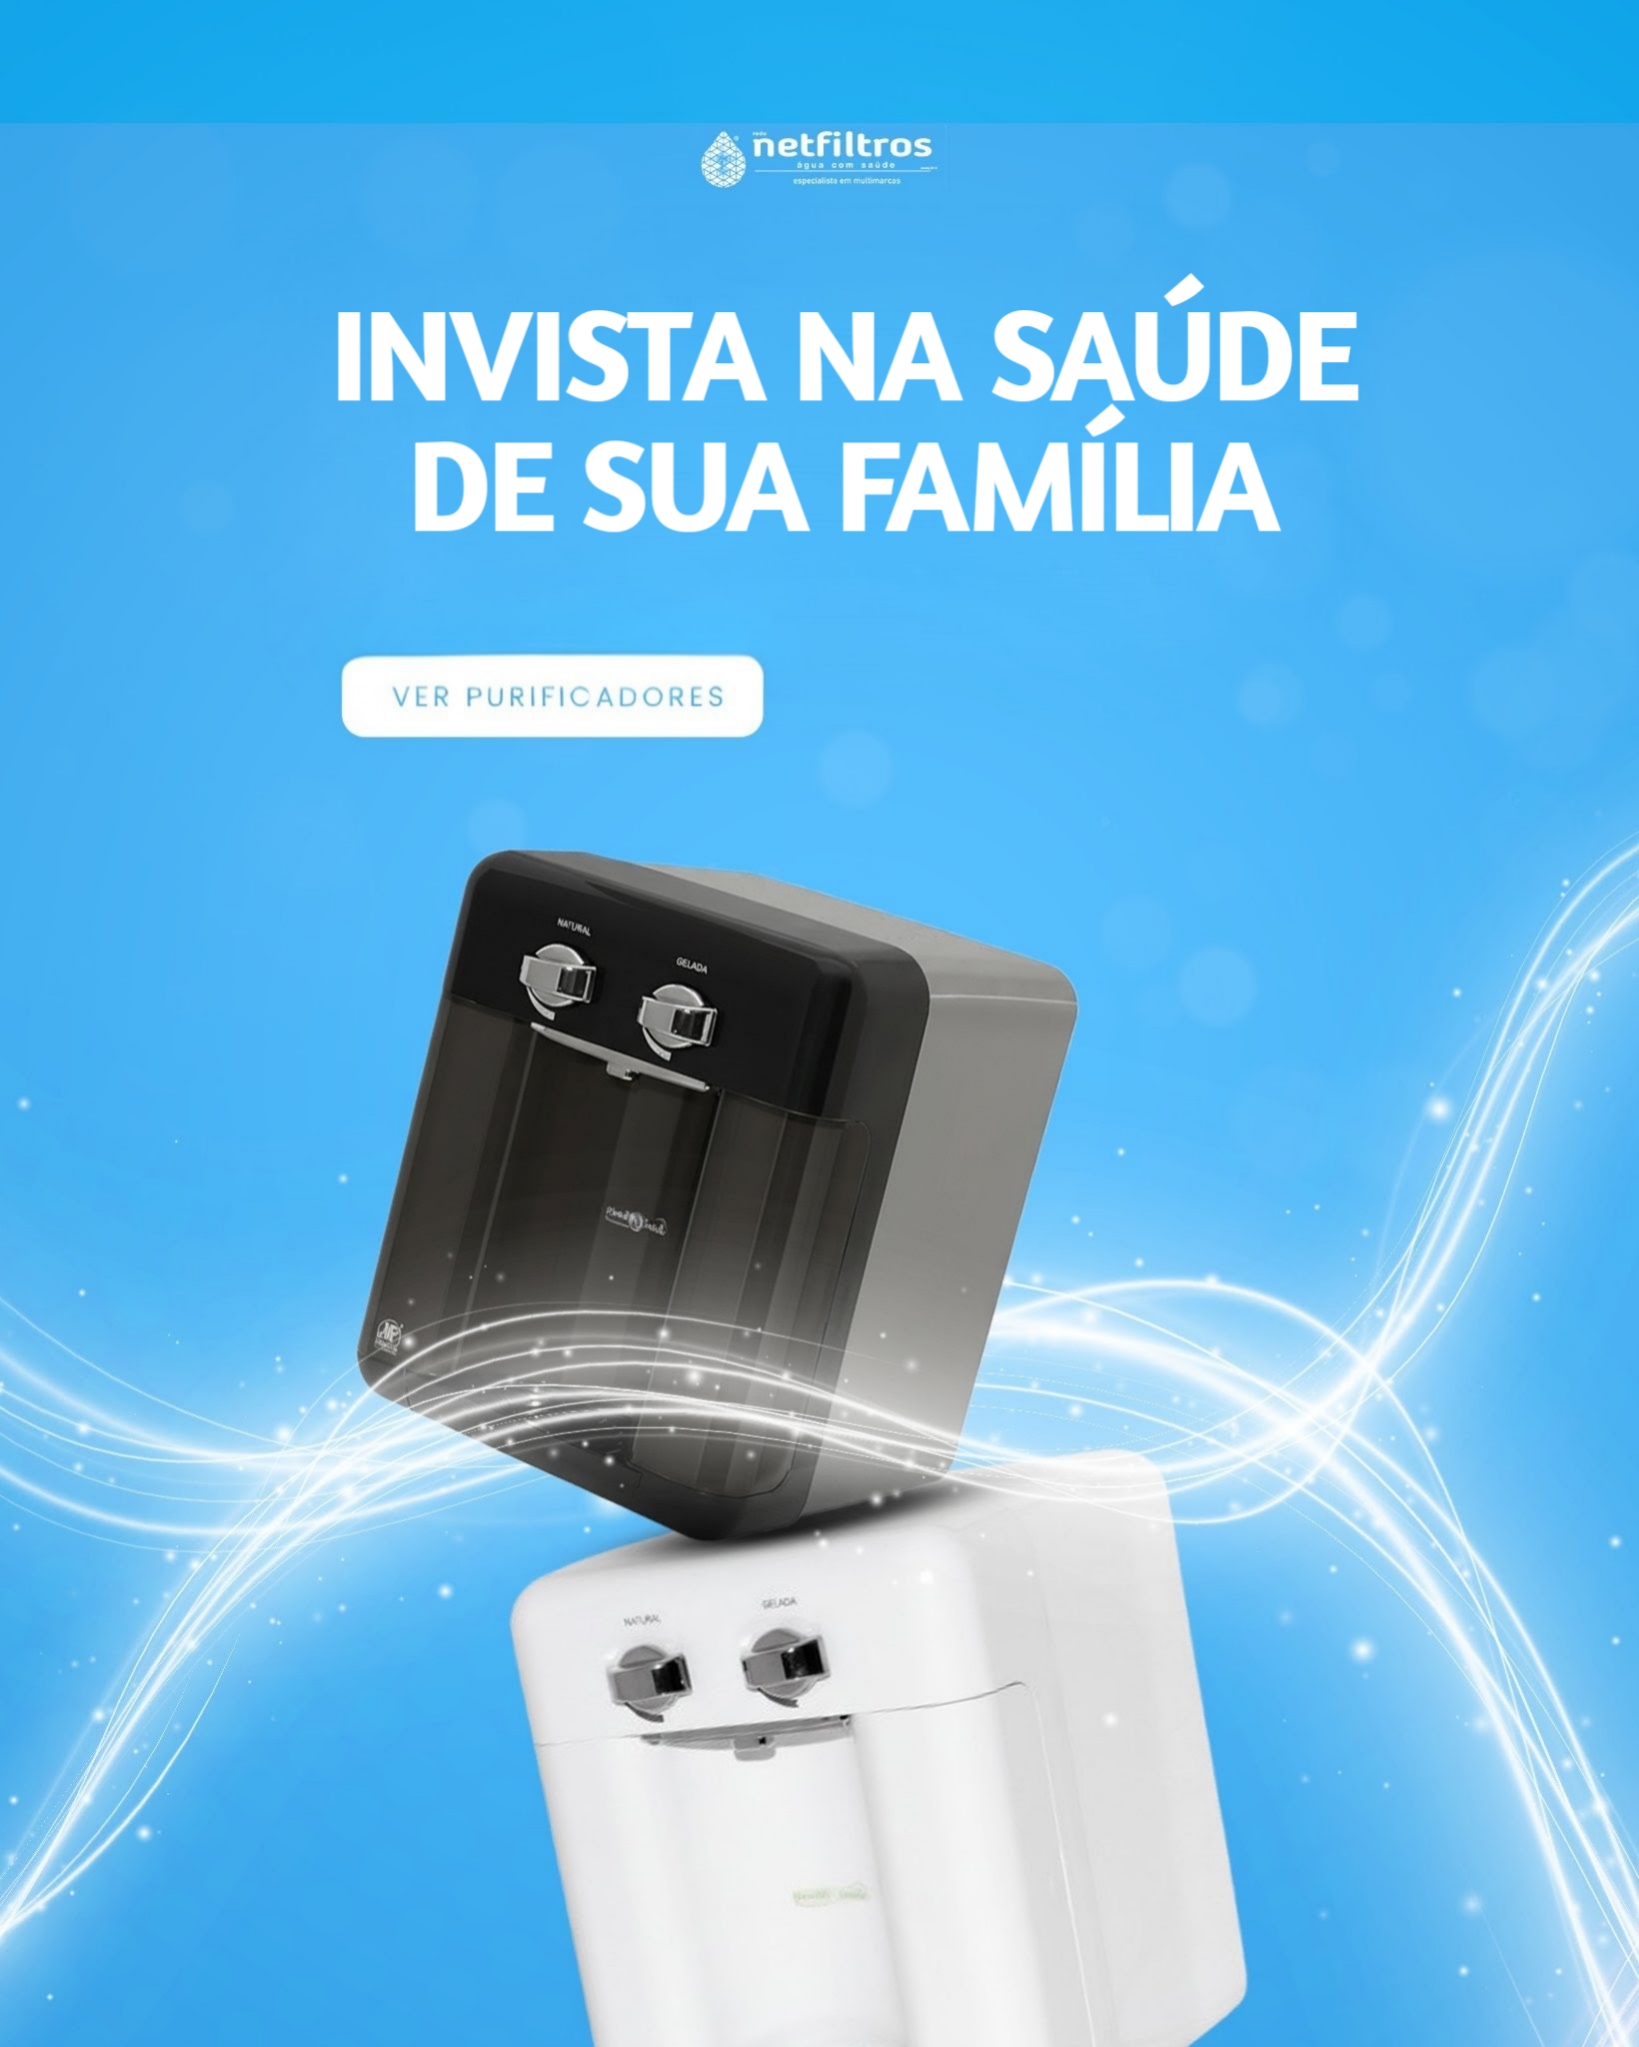 rede
netfiltros
água com saúde
especialista em multimarcas
INVISTA NA SAÚDE
DE SUA FAMÍLIA
VER PURIFICADORES
NATURAL
GELADA
NATURAL
GELADA